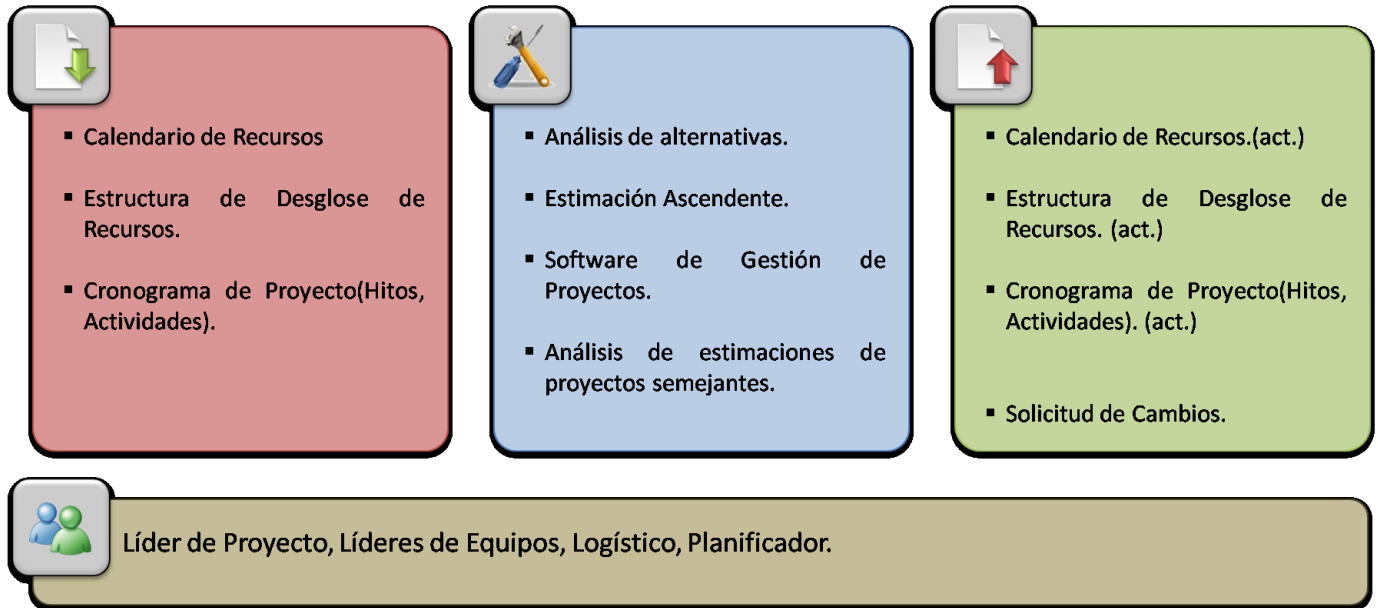 ▪ Calendario de Recursos
▪ Estructura de Desglose de
Recursos.
▪ Cronograma de Proyecto(Hitos,
Actividades).
▪ Análisis de alternativas.
▪ Estimación Ascendente.
▪ Software de Gestión de
Proyectos.
▪ Análisis de estimaciones de
proyectos semejantes.
▪ Calendario de Recursos.(act.)
▪ Estructura de Desglose de
Recursos. (act.)
▪ Cronograma de Proyecto(Hitos,
Actividades). (act.)
▪ Solicitud de Cambios.
Líder de Proyecto, Líderes de Equipos, Logístico, Planificador.